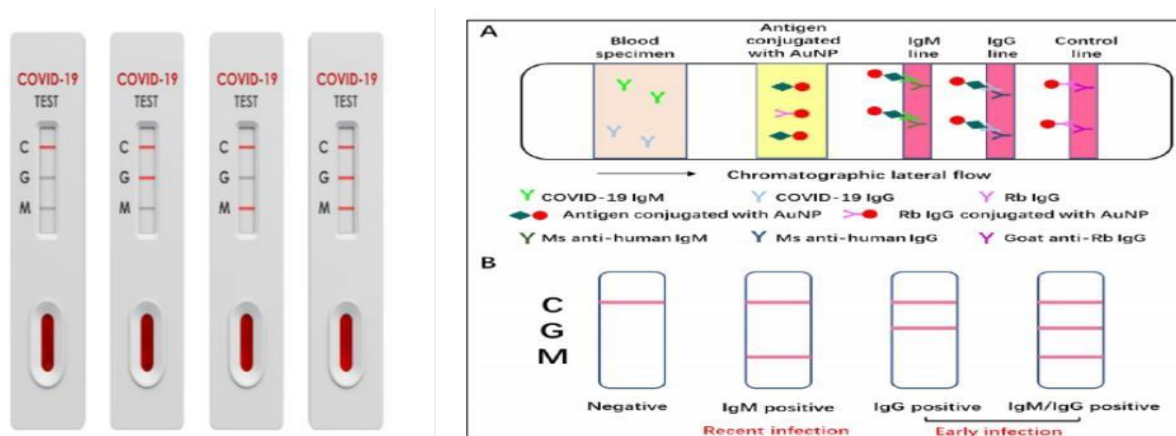 COVID-19
TEST
C
G
M
COVID-19
TEST
C
G
M
COVID-19
TEST
C
G
M
COVID-19
TEST
C
G
M
A
Blood specimen
Antigen conjugated with AuNP
IgM line
IgG line
Control line
Chromatographic lateral flow
COVID-19 IgM COVID-19 IgG Rb IgG
Antigen conjugated with AuNP Rb IgG conjugated with AuNP
Ms anti-human IgM Ms anti-human IgG Goat anti-Rb IgG
B
C
G
M
Negative IgM positive IgG positive IgM/IgG positive
Recent infection Early infection